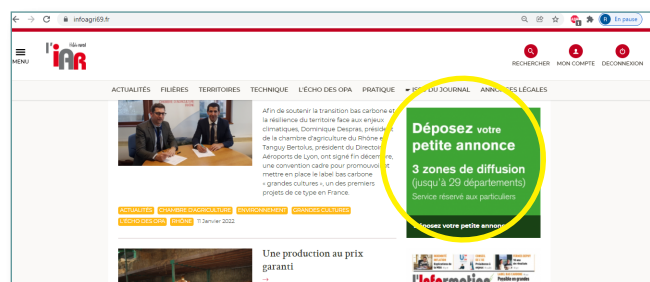 infoagri69.fr
R En pause
MENU
l'iAR
RECHERCHER MON COMPTE DECONNEXION
ACTUALITÉS FILIÈRES TERRITOIRES TECHNIQUE L'ÉCHO DES OPA PRATIQUE DU JOURNAL LÉGALES
Afin de soutenir la transition bas carbone et
la résilience du territoire face aux enjeux
climatiques, Dominique Despras, président
de la chambre d'agriculture du Rhône et
Tanguy Bertolus, président du Directoire
Aéroports de Lyon, ont signé fin décembre,
une convention cadre pour promouvoir et
mettre en place le label bas carbone
« grandes cultures », un des premiers
projets de ce type en France.
ACTUALITÉS CHAMBRE D'AGRICULTURE ENVIRONNEMENT GRANDES CULTURES
L'ÉCHO DES OPA RHÔNE 11 Janvier 2022
Déposez votre
petite annonce
3 zones de diffusion
(jusqu'à 29 départements)
Service réservé aux particuliers
Déposez votre petite annonce
Une production au prix
garanti
→
l'Information